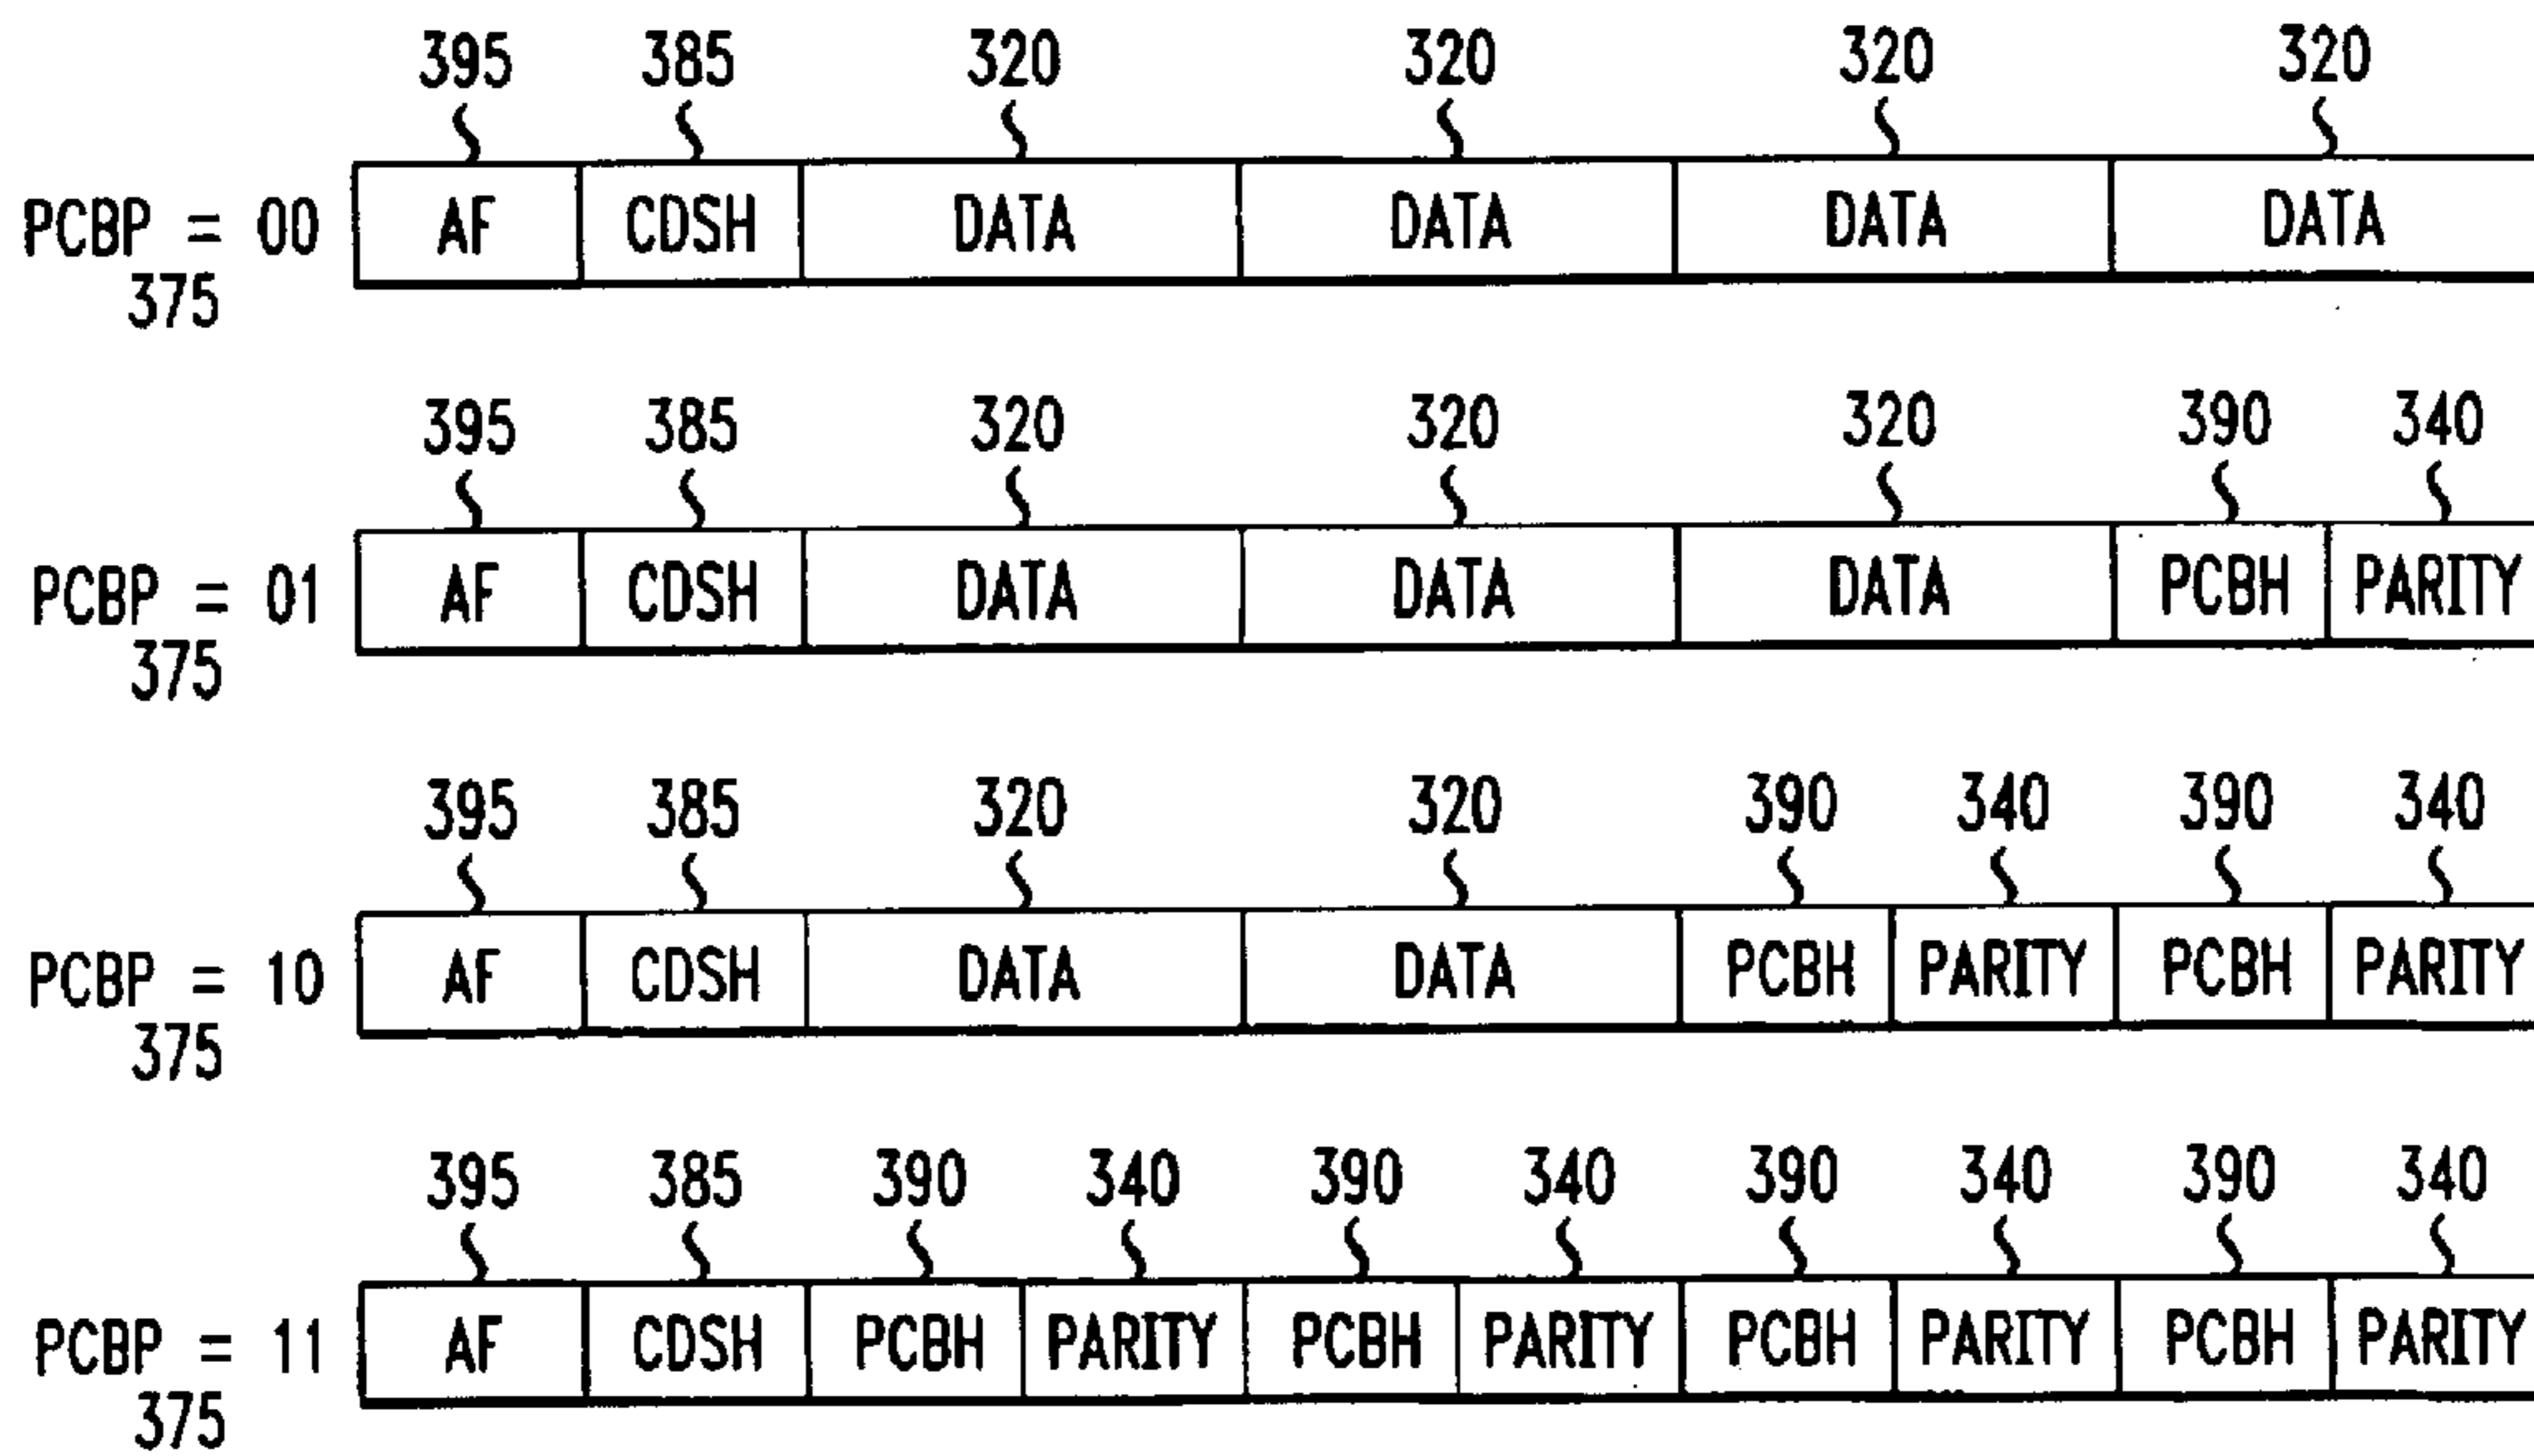 395 385 320 320 320 320
PCBP = 00 AF CDSH DATA DATA DATA DATA
375
395 385 320 320 320 390 340
PCBP = 01 AF CDSH DATA DATA DATA PCBH PARITY
375
395 385 320 320 390 340 390 340
PCBP = 10 AF CDSH DATA DATA PCBH PARITY PCBH PARITY
375
395 385 390 340 390 340 390 340 390 340
PCBP = 11 AF CDSH PCBH PARITY PCBH PARITY PCBH PARITY PCBH PARITY
375